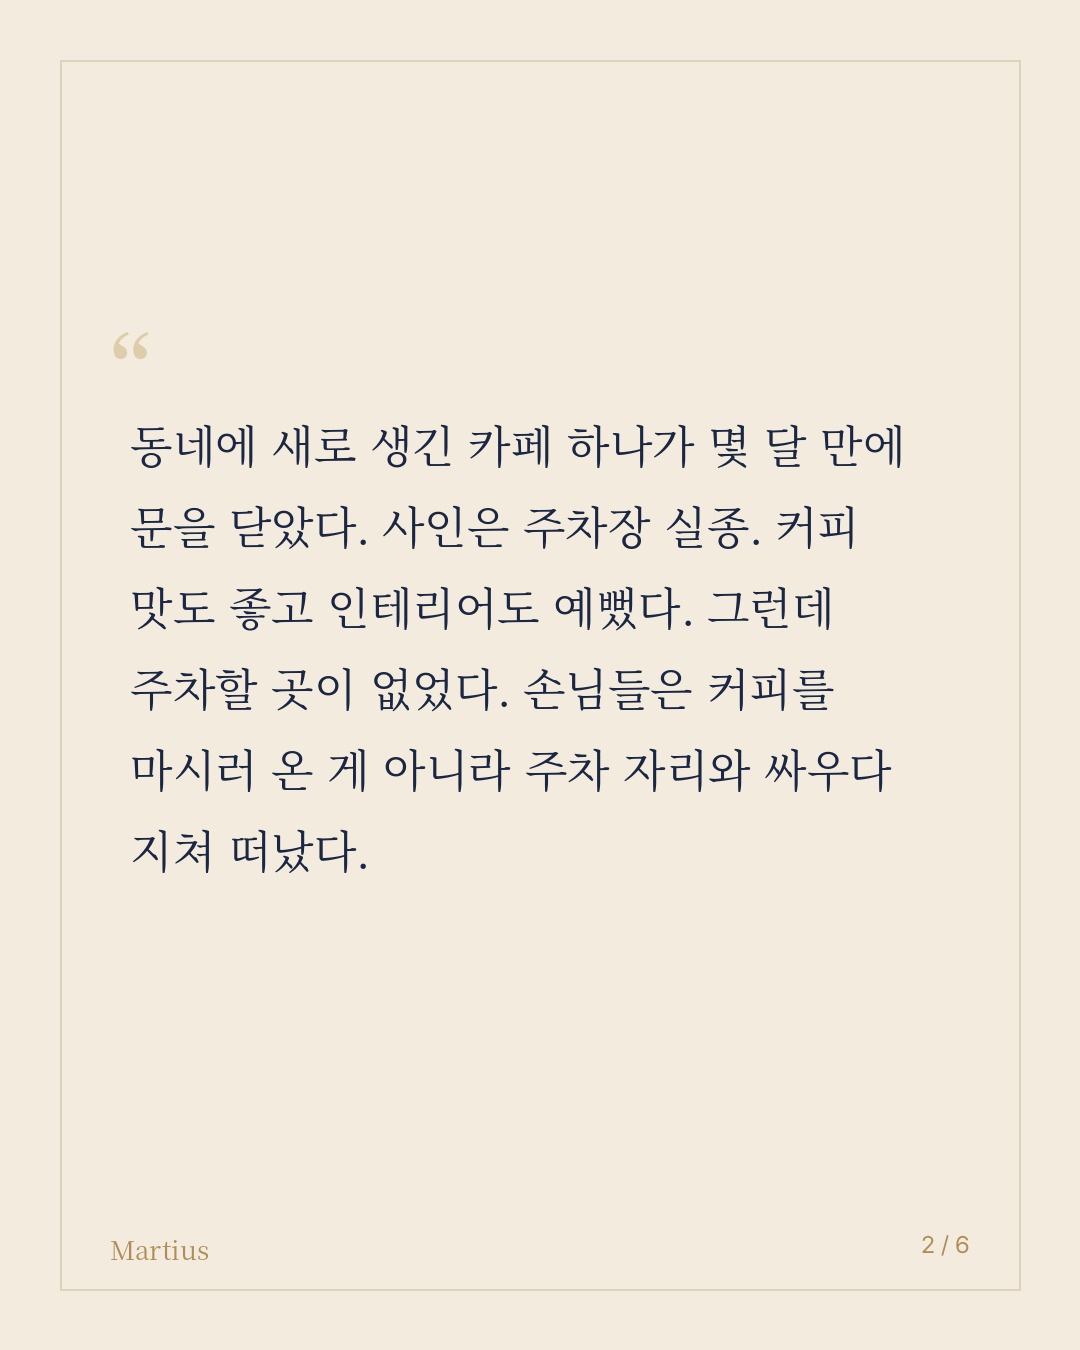 “
동네에 새로 생긴 카페 하나가 몇 달 만에
문을 닫았다. 사인은 주차장 실종. 커피
맛도 좋고 인테리어도 예뻤다. 그런데
주차할 곳이 없었다. 손님들은 커피를
마시러 온 게 아니라 주차 자리와 싸우다
지쳐 떠났다.
Martius
2 / 6